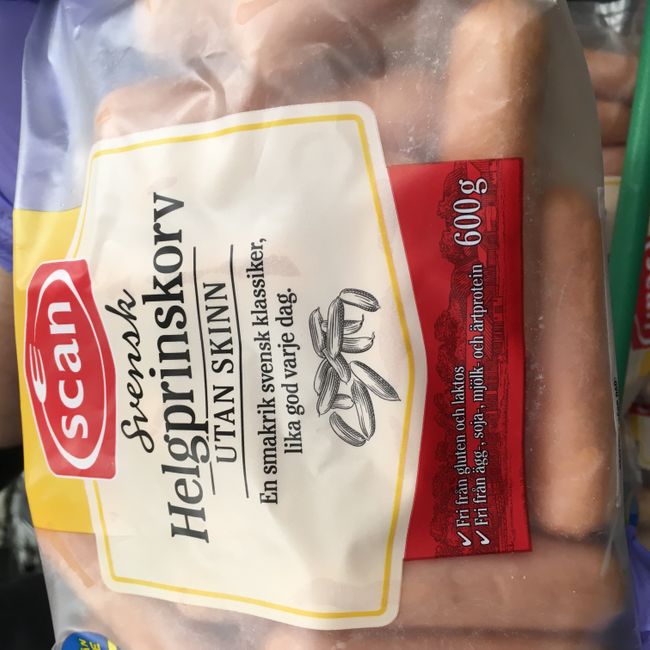 scan
Svensk
Helgprinskorv
UTAN SKINN
En smakrik svensk klassiker,
lika god varje dag.
✓ Fri från gluten och laktos
✓ Fri från ägg-, soja-, mjölk- och ärtprotein
600g